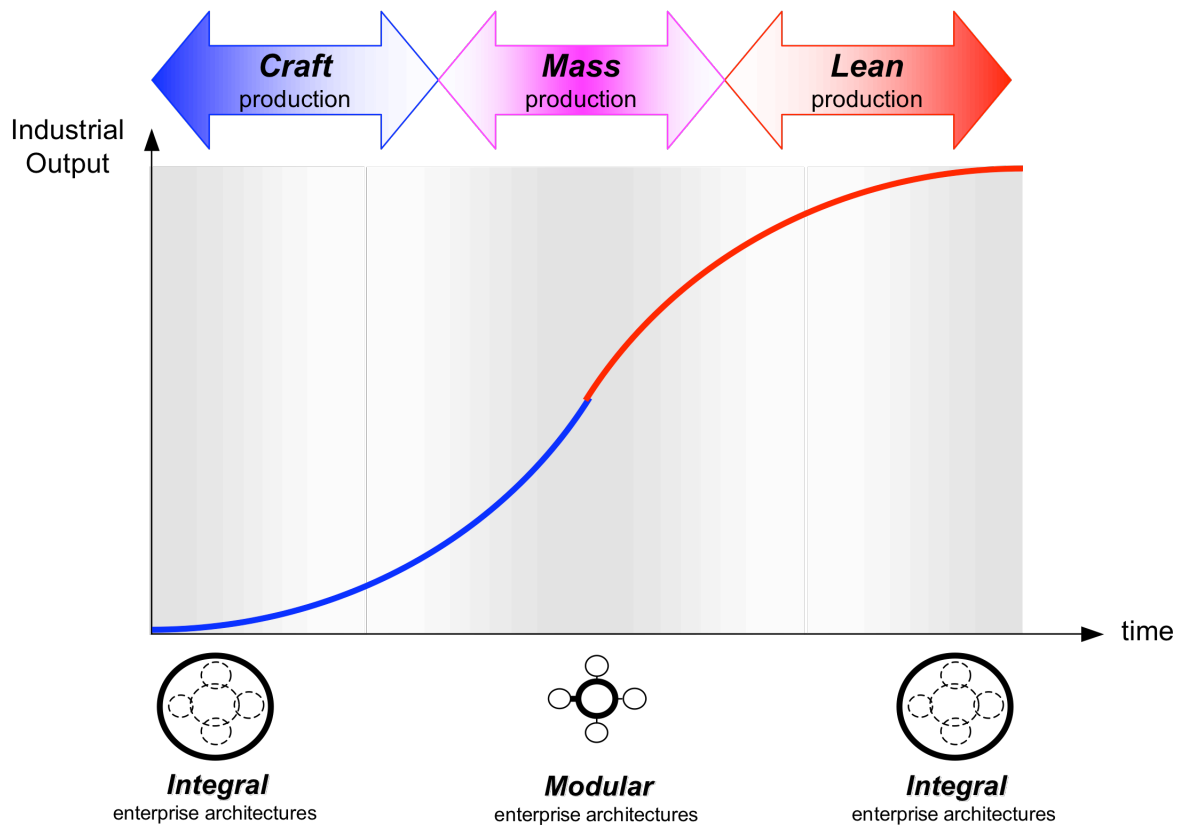 Craft
production
Mass
production
Lean
production
Industrial
Output
time
Integral
enterprise architectures
Modular
enterprise architectures
Integral
enterprise architectures